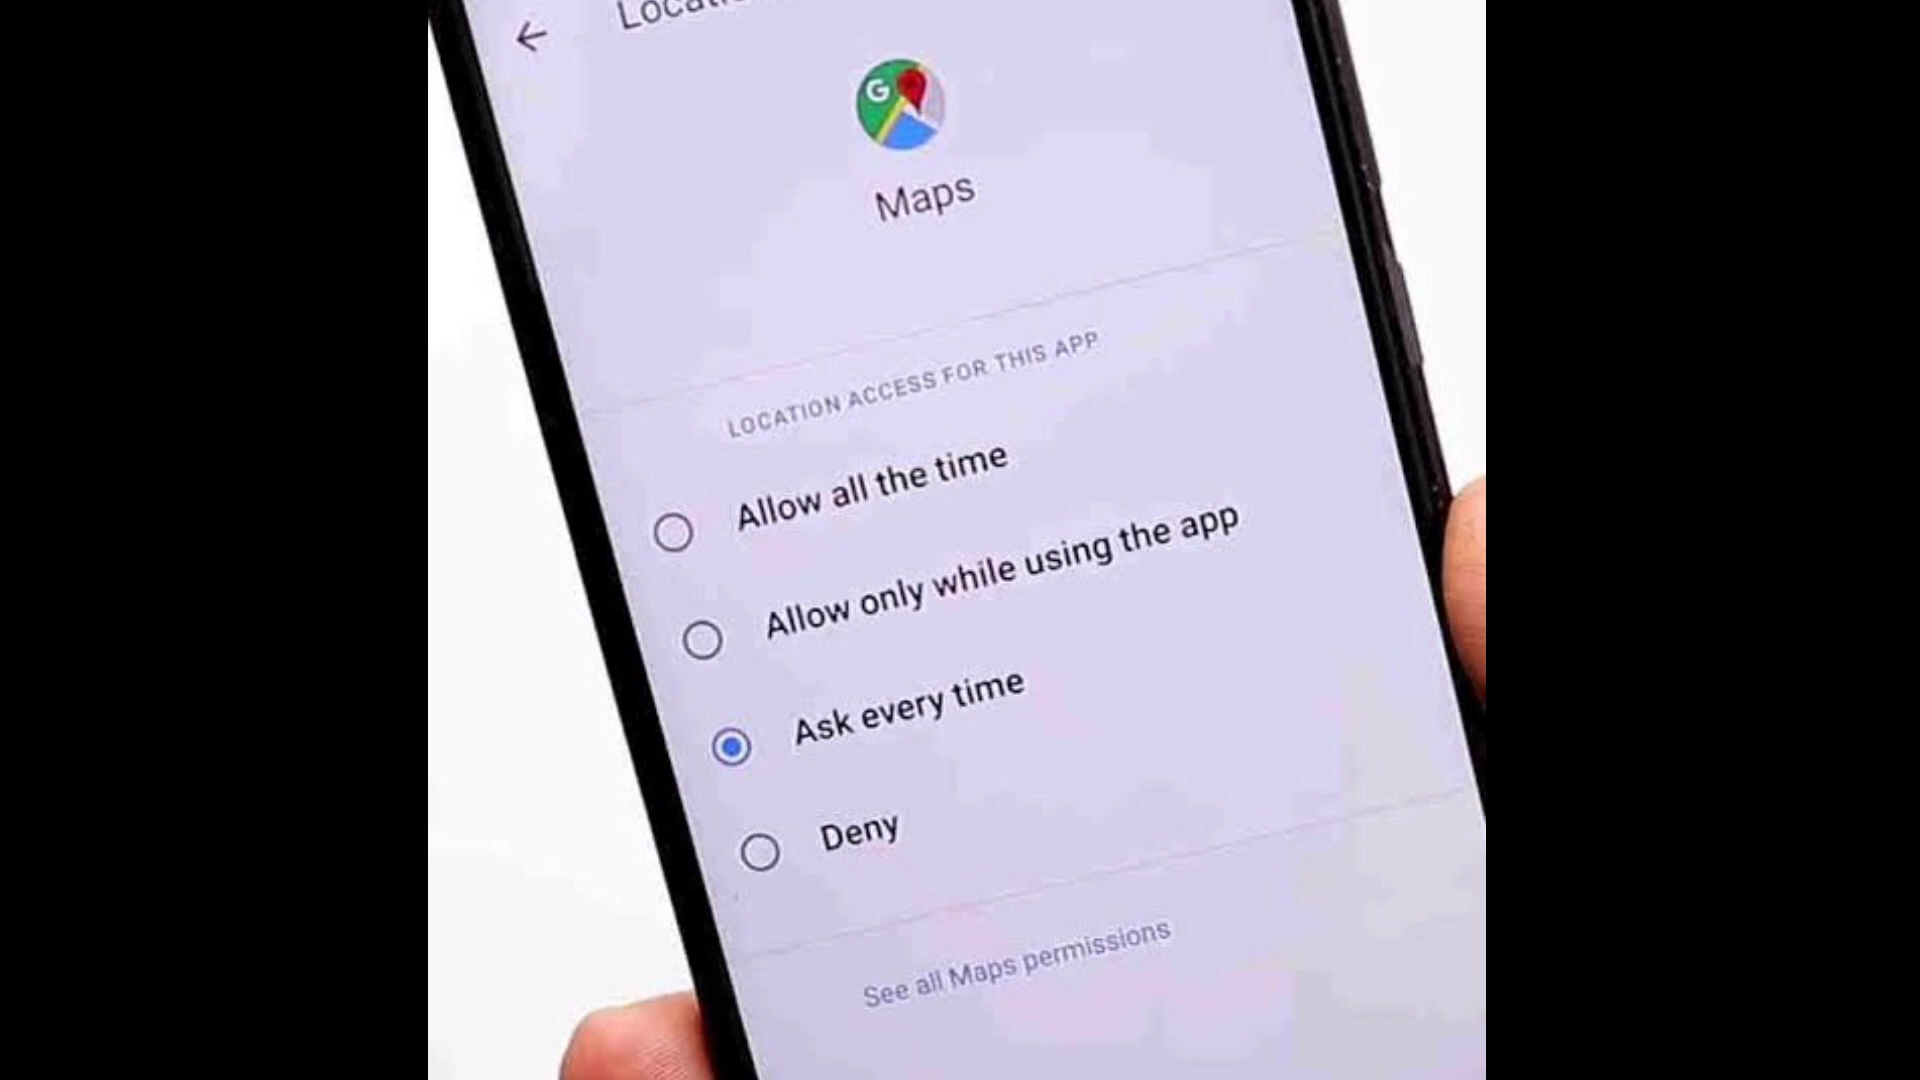 G
Maps
LOCATION ACCESS FOR THIS APP
Allow all the time
Allow only while using the app
Ask every time
Deny
See all Maps permissions